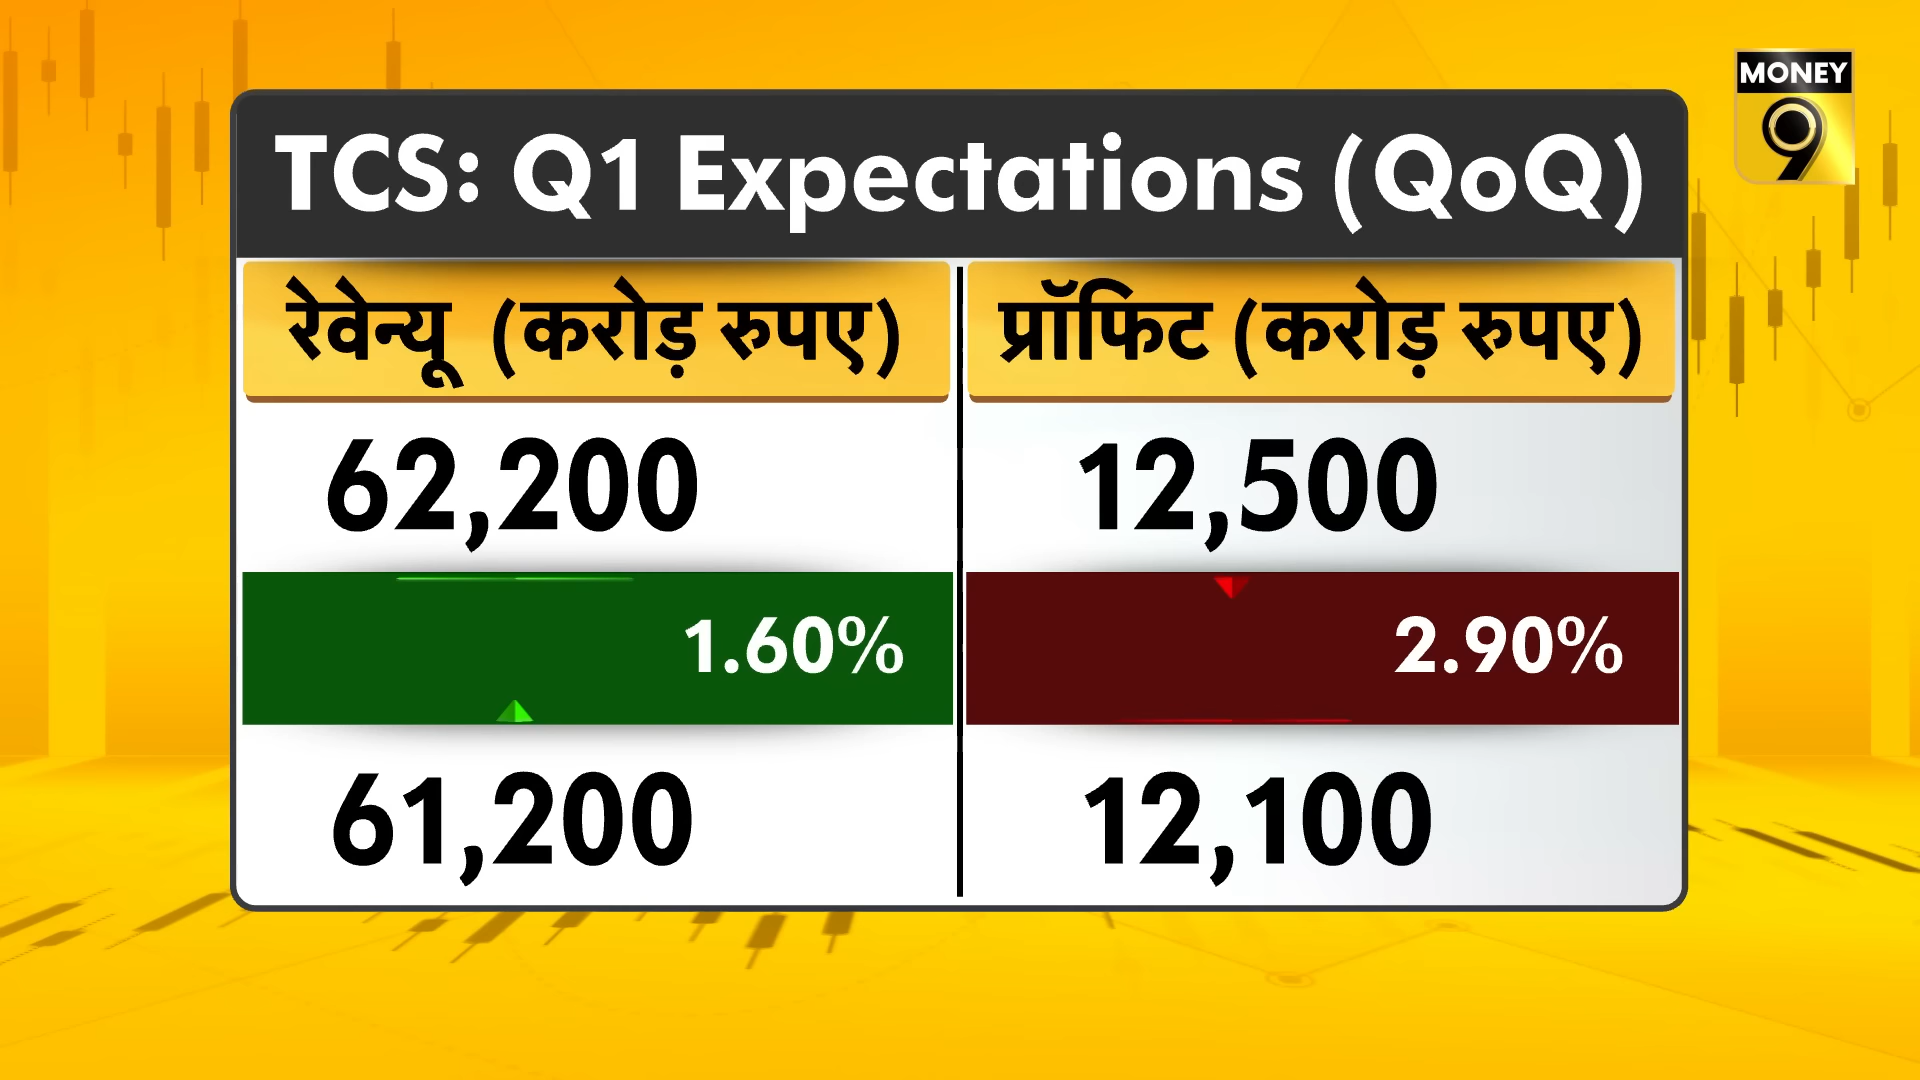 MONEY
9
TCS: Q1 Expectations (QoQ)
रेवेन्यू (करोड़ रुपए) प्रॉफिट (करोड़ रुपए)
62,200 12,500
1.60% 2.90%
61,200 12,100